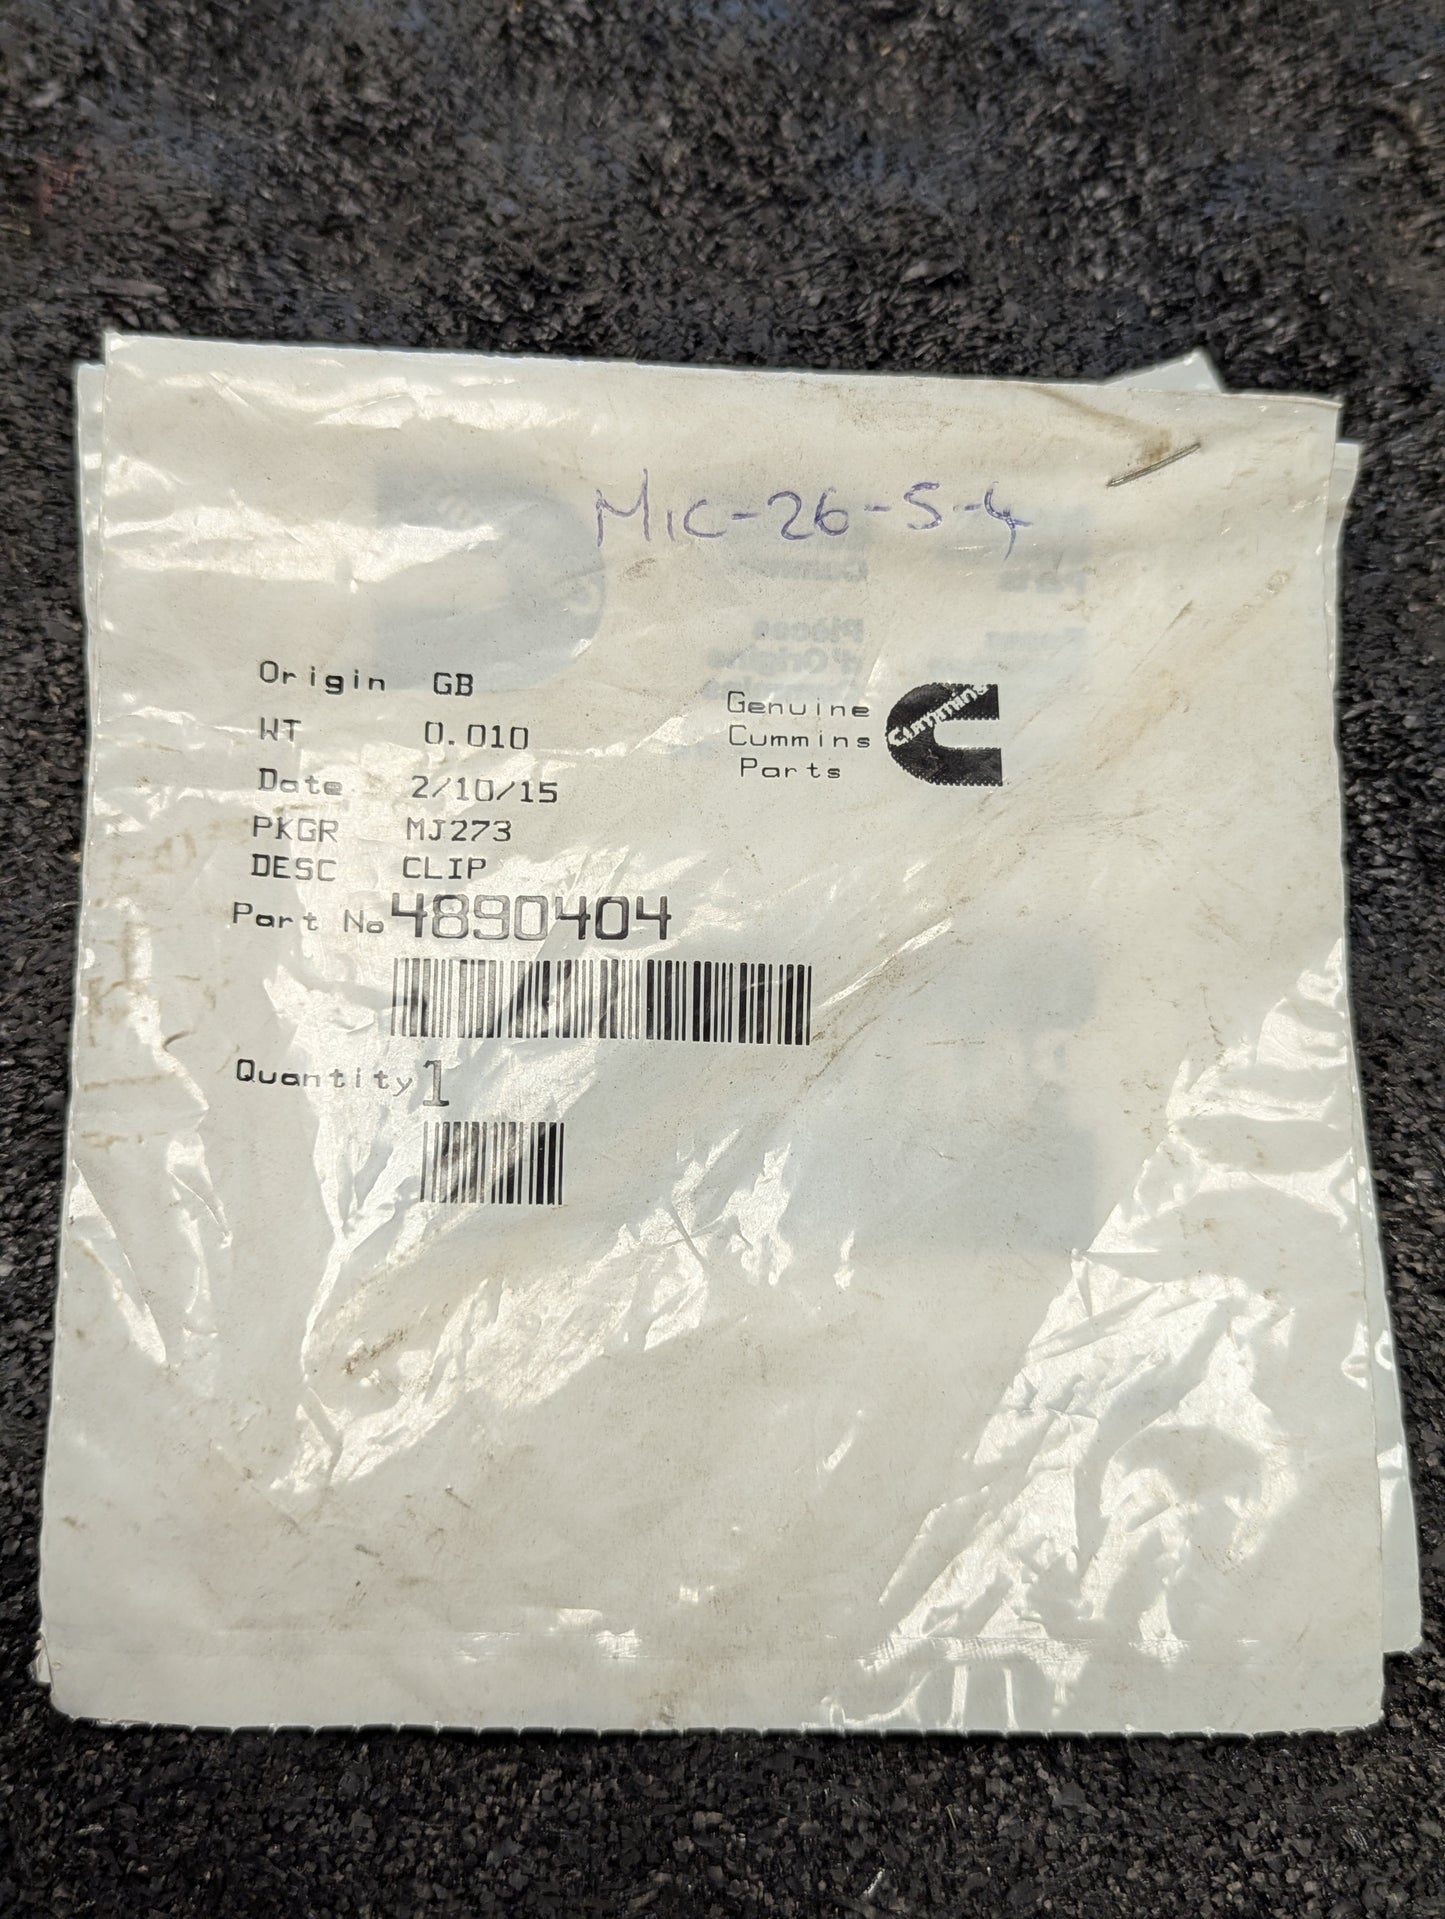 MIC-26-S-4
Origin GB
WT 0.010
Date 2/10/15
PKGR MJ273
DESC CLIP
Part No 4890404
Quantity 1
Genuine
Cummins
Parts
Cummins